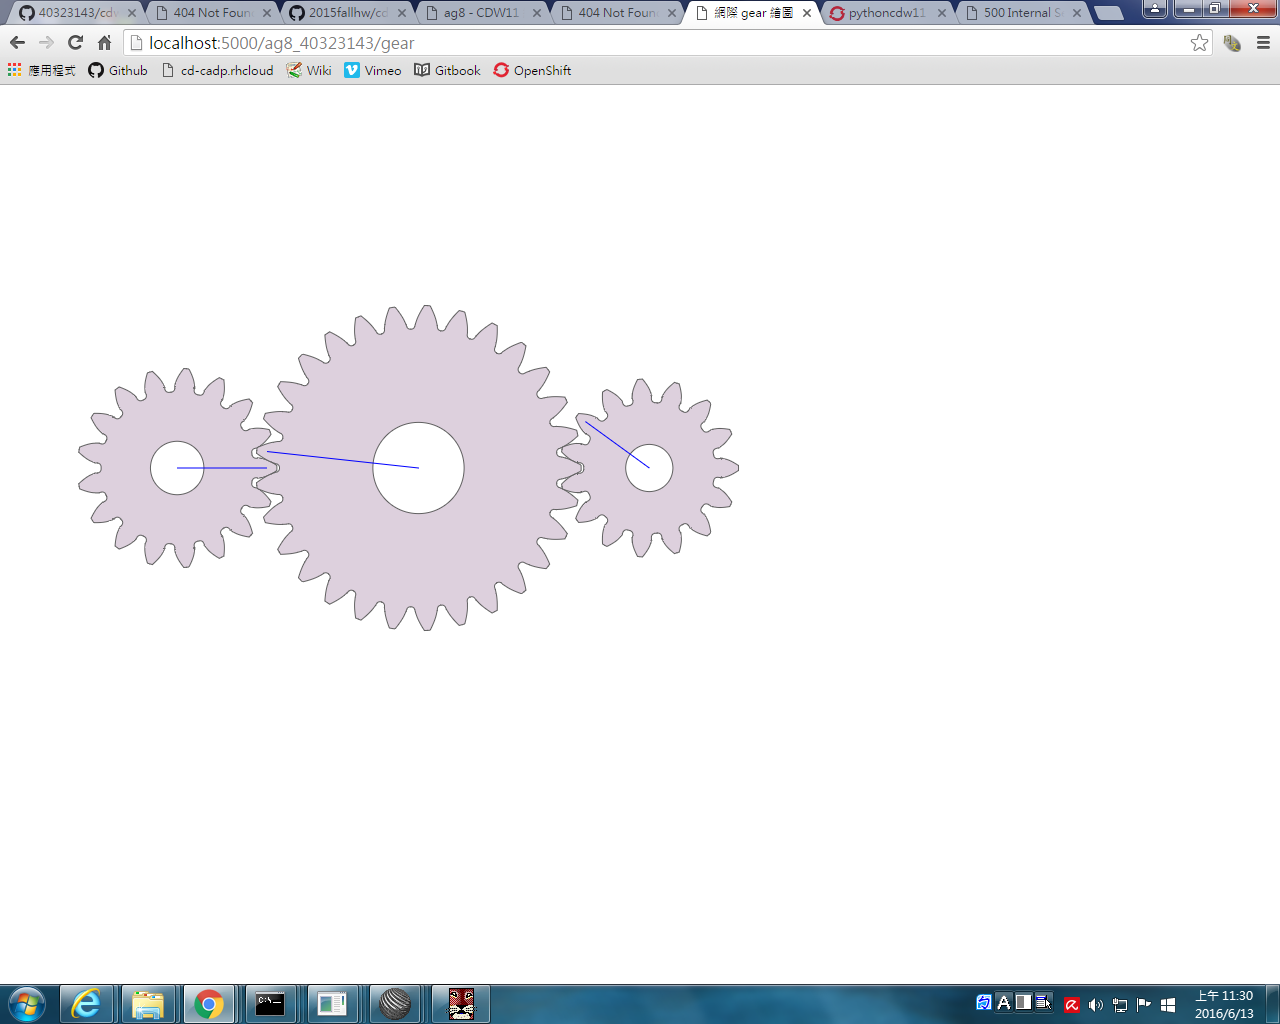 40323143/cdw
404 Not Foun
2015fallhw/cd
ag8 - CDW11
404 Not Foun
網際 gear 繪圖
pythoncdw11
500 Internal S
localhost:5000/ag8_40323143/gear
應用程式
Github
cd-cadp.rhcloud
Wiki
Vimeo
Gitbook
OpenShift
C:\_
A
上午 11:30
2016/6/13